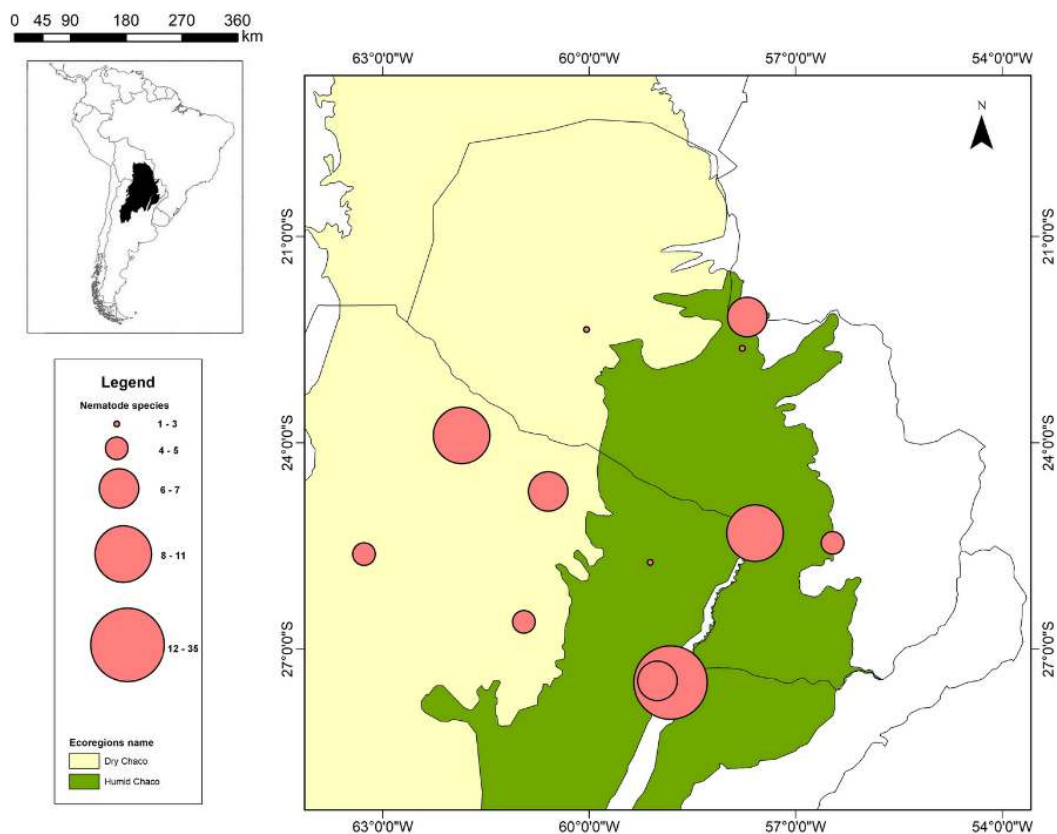 0 45 90 180 270 360
km
63°0'0"W 60°0'0"W 57°0'0"W 54°0'0"W
N
21°0'0"S 21°0'0"S
24°0'0"S 24°0'0"S
27°0'0"S 27°0'0"S
63°0'0"W 60°0'0"W 57°0'0"W 54°0'0"W
Legend
Nematode species
1 - 3
4 - 5
6 - 7
8 - 11
12 - 35
Ecoregions name
Dry Chaco
Humid Chaco